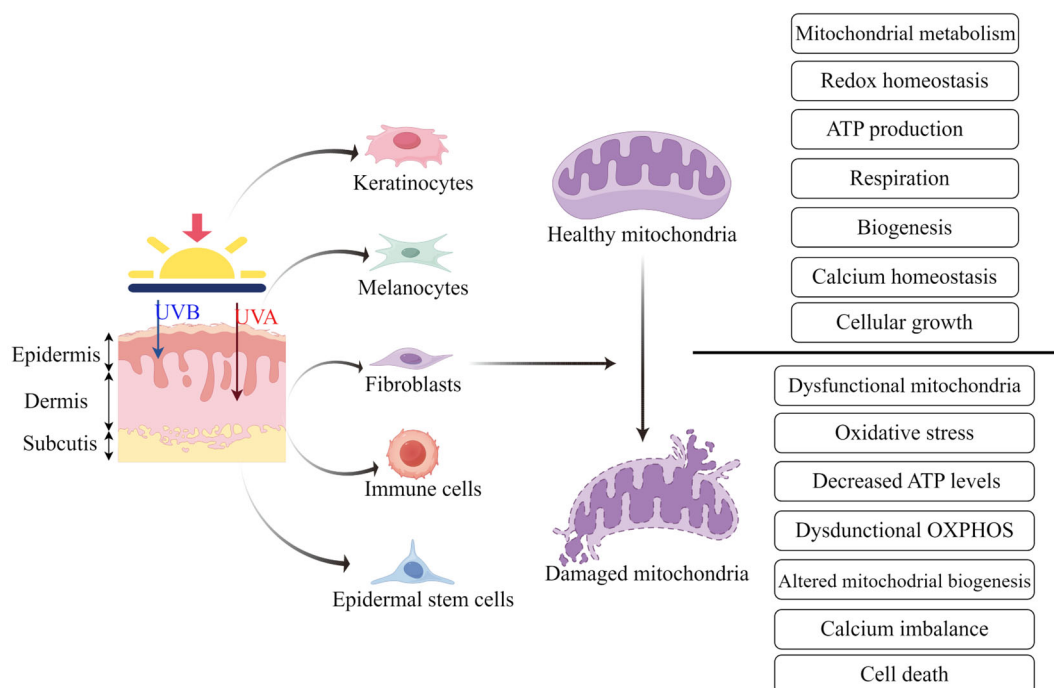 UVB
UVA
Epidermis
Dermis
Subcutis
Keratinocytes
Melanocytes
Fibroblasts
Immune cells
Epidermal stem cells
Healthy mitochondria
Damaged mitochondria
Mitochondrial metabolism
Redox homeostasis
ATP production
Respiration
Biogenesis
Calcium homeostasis
Cellular growth
Dysfunctional mitochondria
Oxidative stress
Decreased ATP levels
Dysdunctional OXPHOS
Altered mitochodrial biogenesis
Calcium imbalance
Cell death